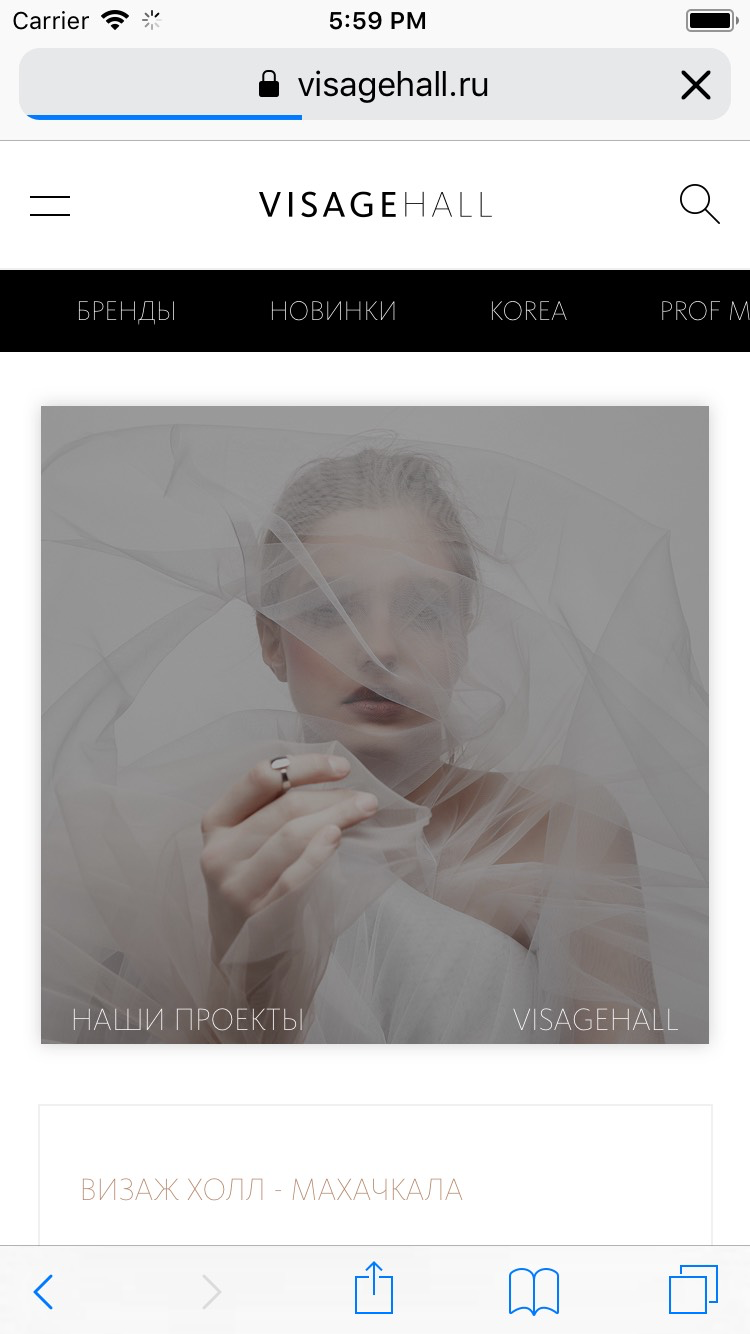 Carrier 5:59 PM
visagehall.ru
VISAGEHALL
БРЕНДЫ НОВИНКИ KOREA PROF M
НАШИ ПРОЕКТЫ VISAGEHALL
ВИЗАЖ ХОЛЛ - МАХАЧКАЛА